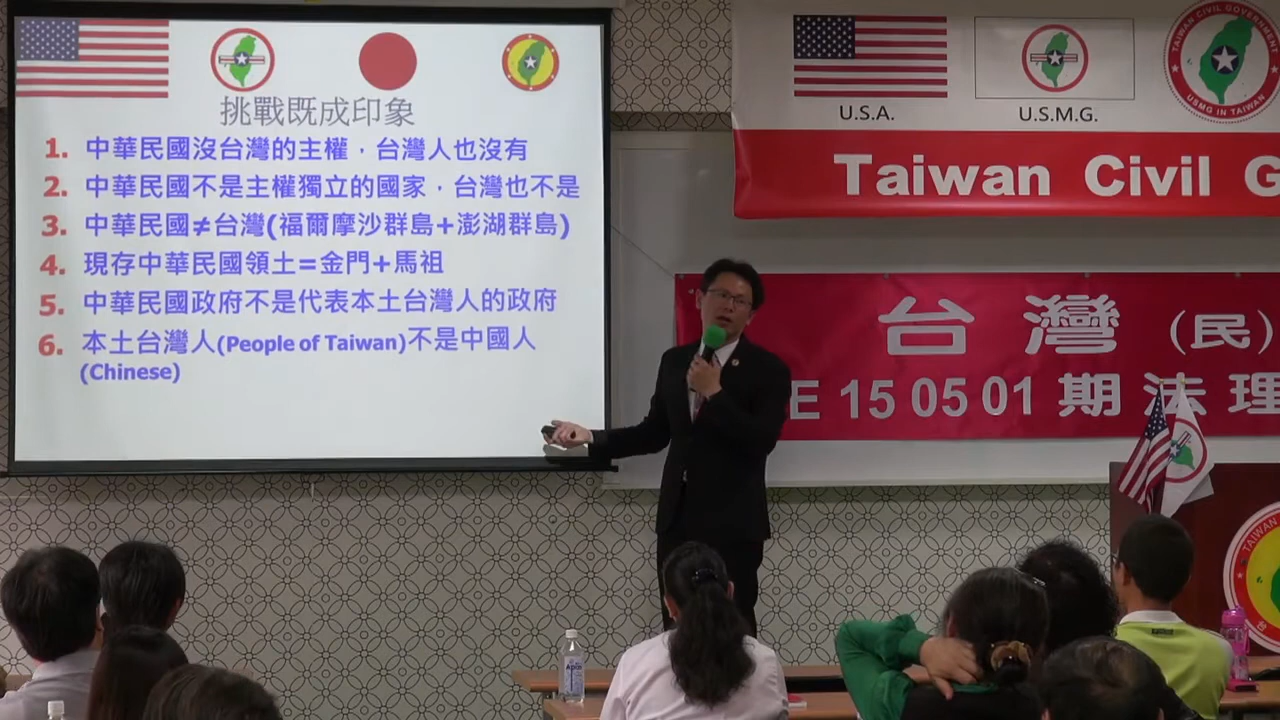 挑戰既成印象
1. 中華民國沒台灣的主權，台灣人也沒有
2. 中華民國不是主權獨立的國家，台灣也不是
3. 中華民國≠台灣(福爾摩沙群島+澎湖群島)
4. 現存中華民國領土=金門+馬祖
5. 中華民國政府不是代表本土台灣人的政府
6. 本土台灣人(People of Taiwan)不是中國人
(Chinese)
U.S.A.
U.S.M.G.
TAIWAN CIVIL GOVERNMENT
USMG IN TAIWAN
Taiwan Civil G
台灣(民)
E 15 05 01 期法理